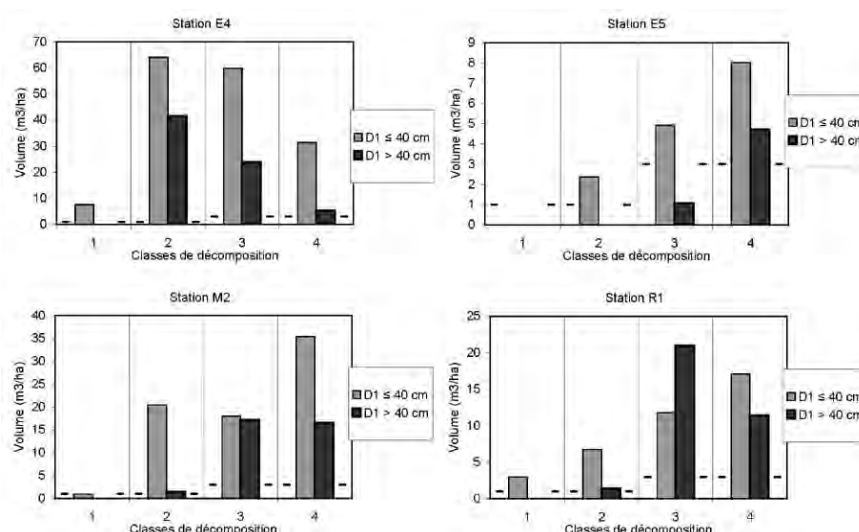 Station E4
Volume (m3/ha)
70
60
50
40
30
20
10
0
1 2 3 4
Classes de décomposition
D1 ≤ 40 cm
D1 > 40 cm
Station E5
Volume (m3/ha)
9
8
7
6
5
4
3
2
1
0
1 2 3 4
Classes de décomposition
D1 ≤ 40 cm
D1 > 40 cm
Station M2
Volume (m3/ha)
40
35
30
25
20
15
10
5
0
1 2 3 4
Classes de décomposition
D1 ≤ 40 cm
D1 > 40 cm
Station R1
Volume (m3/ha)
25
20
15
10
5
0
1 2 3 4
Classes de décomposition
D1 ≤ 40 cm
D1 > 40 cm